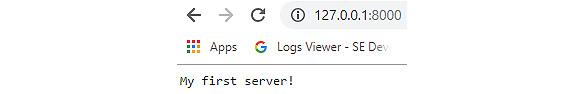 127.0.0.1:8000
Apps Logs Viewer - SE Dev
My first server!